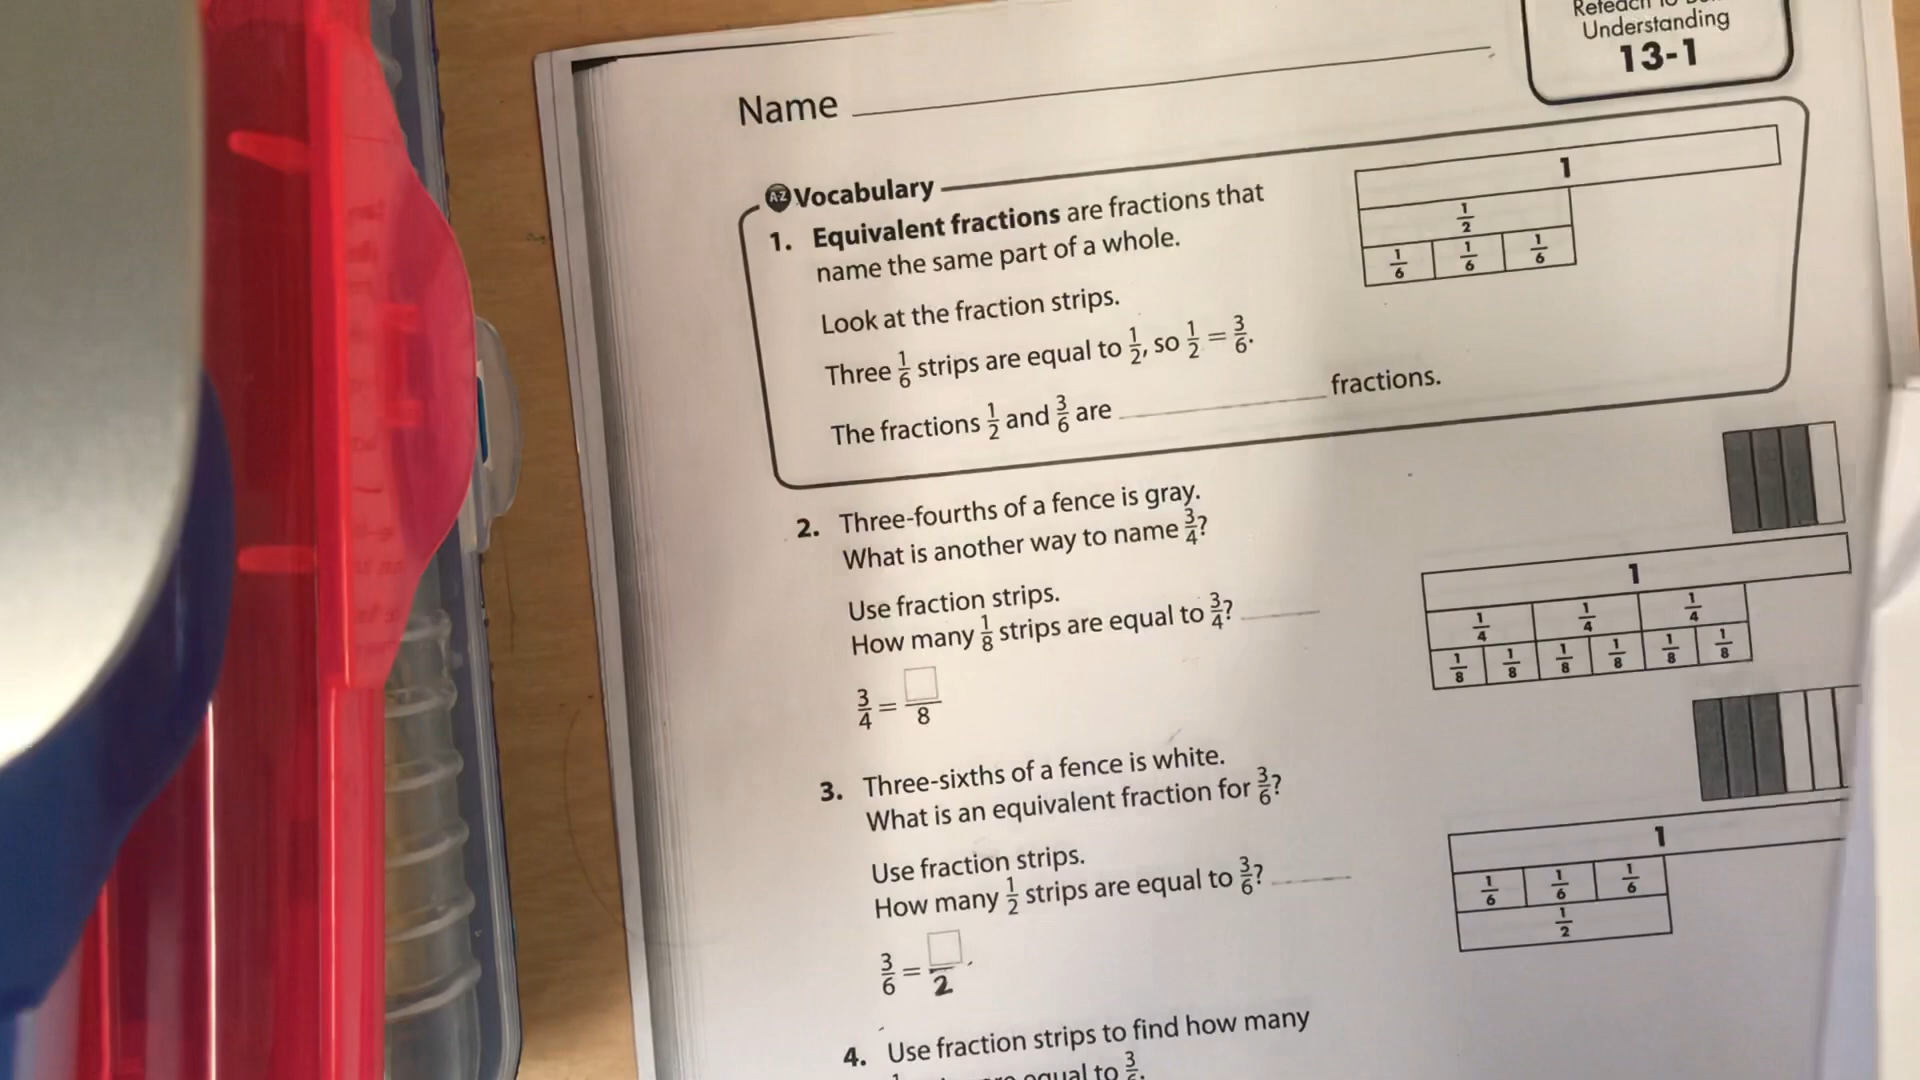 Reteach to
Understanding
13-1
Name
AZ Vocabulary
1. Equivalent fractions are fractions that
name the same part of a whole.
Look at the fraction strips.
Three 1/6 strips are equal to 1/2, so 1/2 = 3/6.
The fractions 1/2 and 3/6 are ____ fractions.
1
1/2
1/6 1/6 1/6
2. Three-fourths of a fence is gray.
What is another way to name 3/4?
Use fraction strips.
How many 1/8 strips are equal to 3/4? ____
3/4 = □/8
1
1/4 1/4 1/4
1/8 1/8 1/8 1/8 1/8 1/8
3. Three-sixths of a fence is white.
What is an equivalent fraction for 3/6?
Use fraction strips.
How many 1/2 strips are equal to 3/6? ____
3/6 = □/2
1
1/6 1/6 1/6
1/2
4. Use fraction strips to find how many
equal to